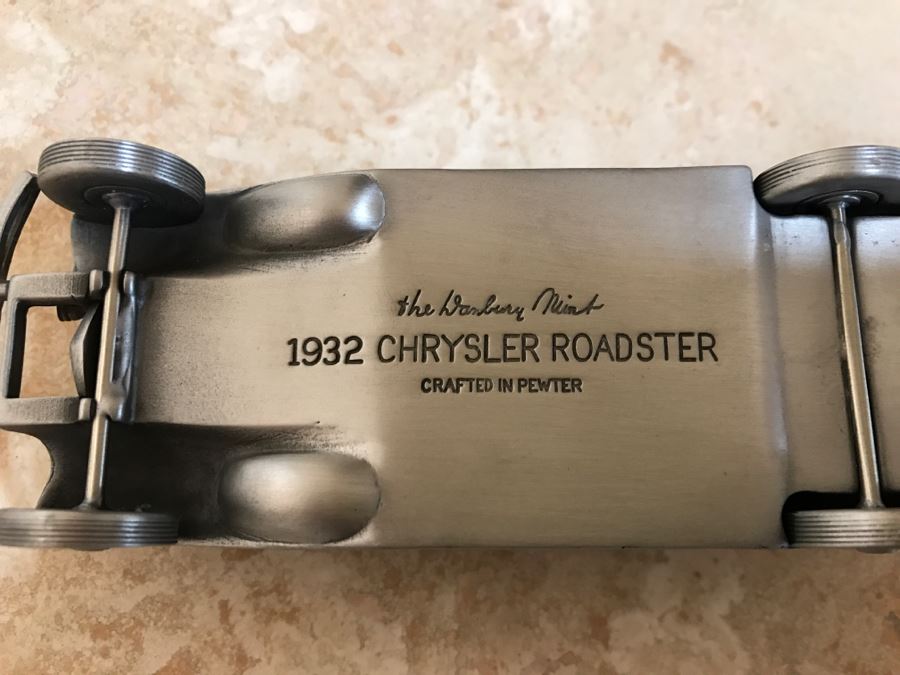 the Danbury Mint
1932 CHRYSLER ROADSTER
CRAFTED IN PEWTER